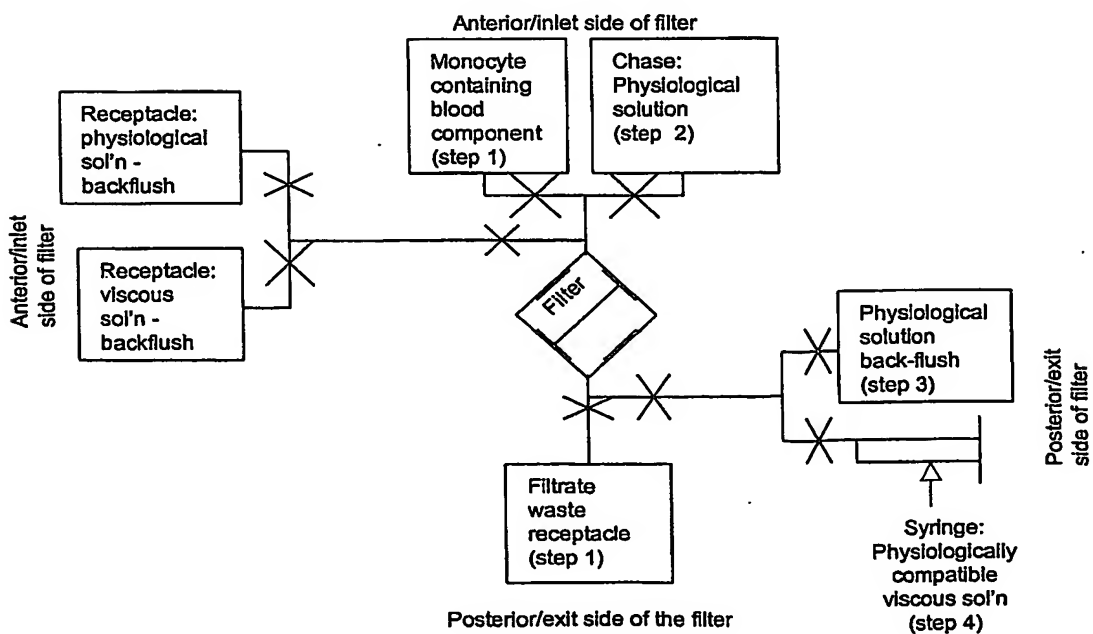 Anterior/inlet side of filter
Monocyte
containing
blood
component
(step 1)
Chase:
Physiological
solution
(step 2)
Receptacle:
physiological
sol'n -
backflush
Anterior/inlet
side of filter
Receptacle:
viscous
sol'n -
backflush
Filter
Physiological
solution
back-flush
(step 3)
Posterior/exit
side of filter
Filtrate
waste
receptacle
(step 1)
Syringe:
Physiologically
compatible
viscous sol'n
(step 4)
Posterior/exit side of the filter